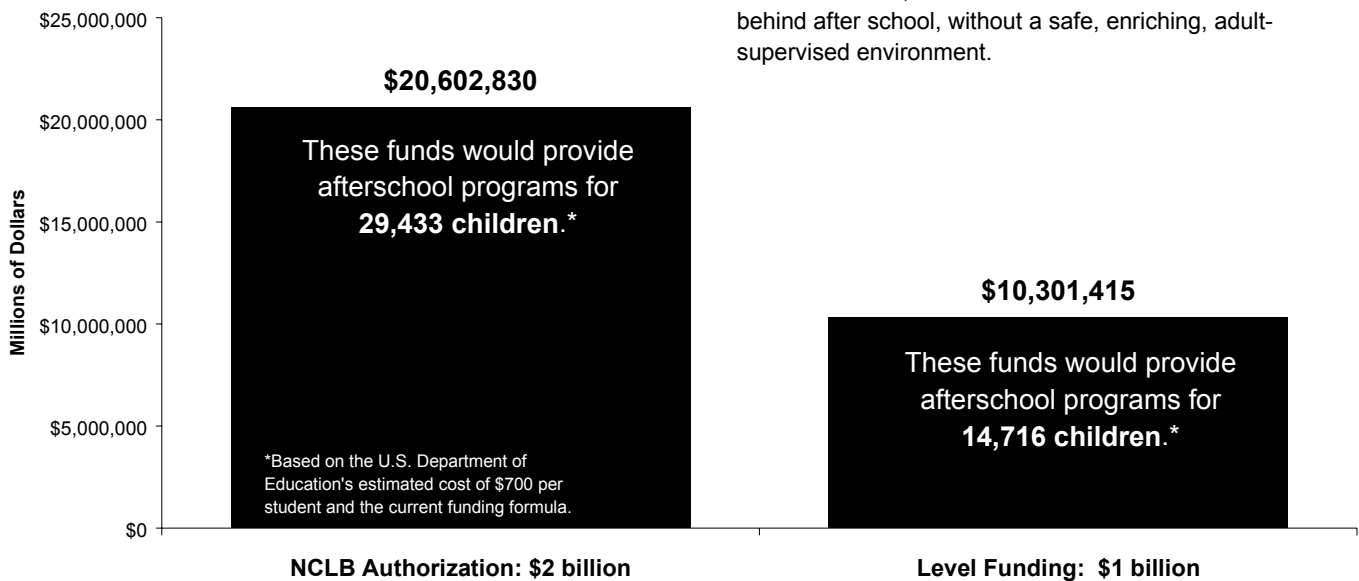 behind after school, without a safe, enriching, adult-
supervised environment.
$25,000,000
$20,000,000
$15,000,000
$10,000,000
$5,000,000
$0
Millions of Dollars
$20,602,830
These funds would provide
afterschool programs for
29,433 children.*
*Based on the U.S. Department of
Education's estimated cost of $700 per
student and the current funding formula.
$10,301,415
These funds would provide
afterschool programs for
14,716 children.*
NCLB Authorization: $2 billion
Level Funding:  $1 billion